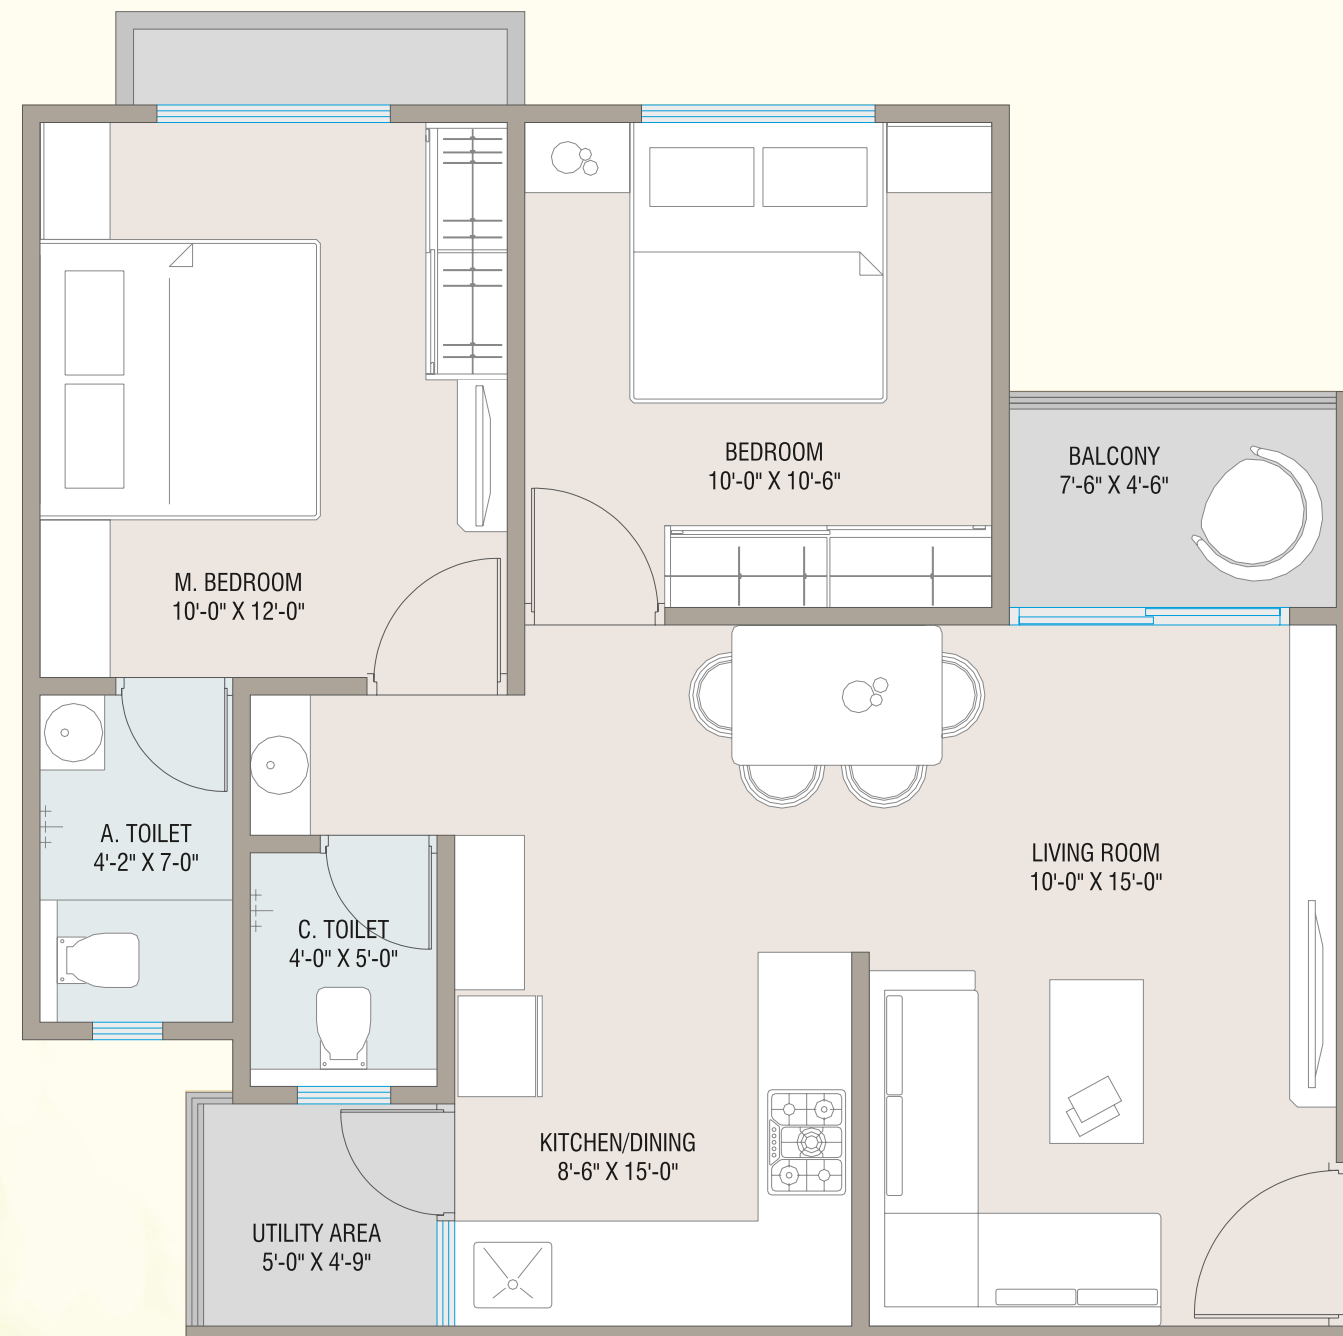 BEDROOM
10'-0" X 10'-6"
BALCONY
7'-6" X 4'-6"
M. BEDROOM
10'-0" X 12'-0"
A. TOILET
4'-2" X 7-0"
LIVING ROOM
10'-0" X 15'-0"
C. TOILET
4'-0" X 5'-0"
KITCHEN/DINING
8'-6" X 15'-0"
UTILITY AREA
5'-0" X 4'-9"